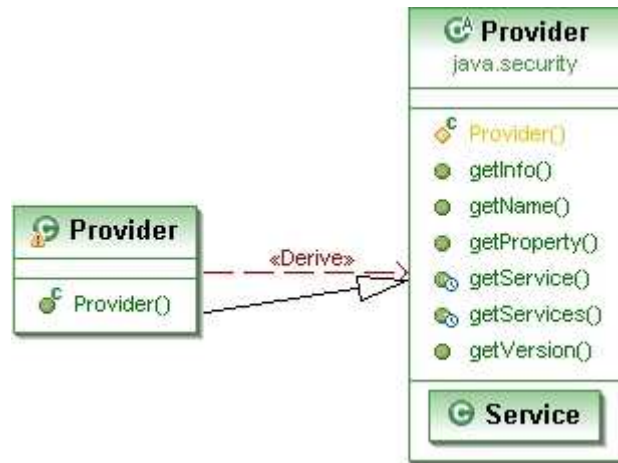 Provider
Provider()
«Derive»
Provider
java.security
Provider()
getInfo()
getName()
getProperty()
getService()
getServices()
getVersion()
Service